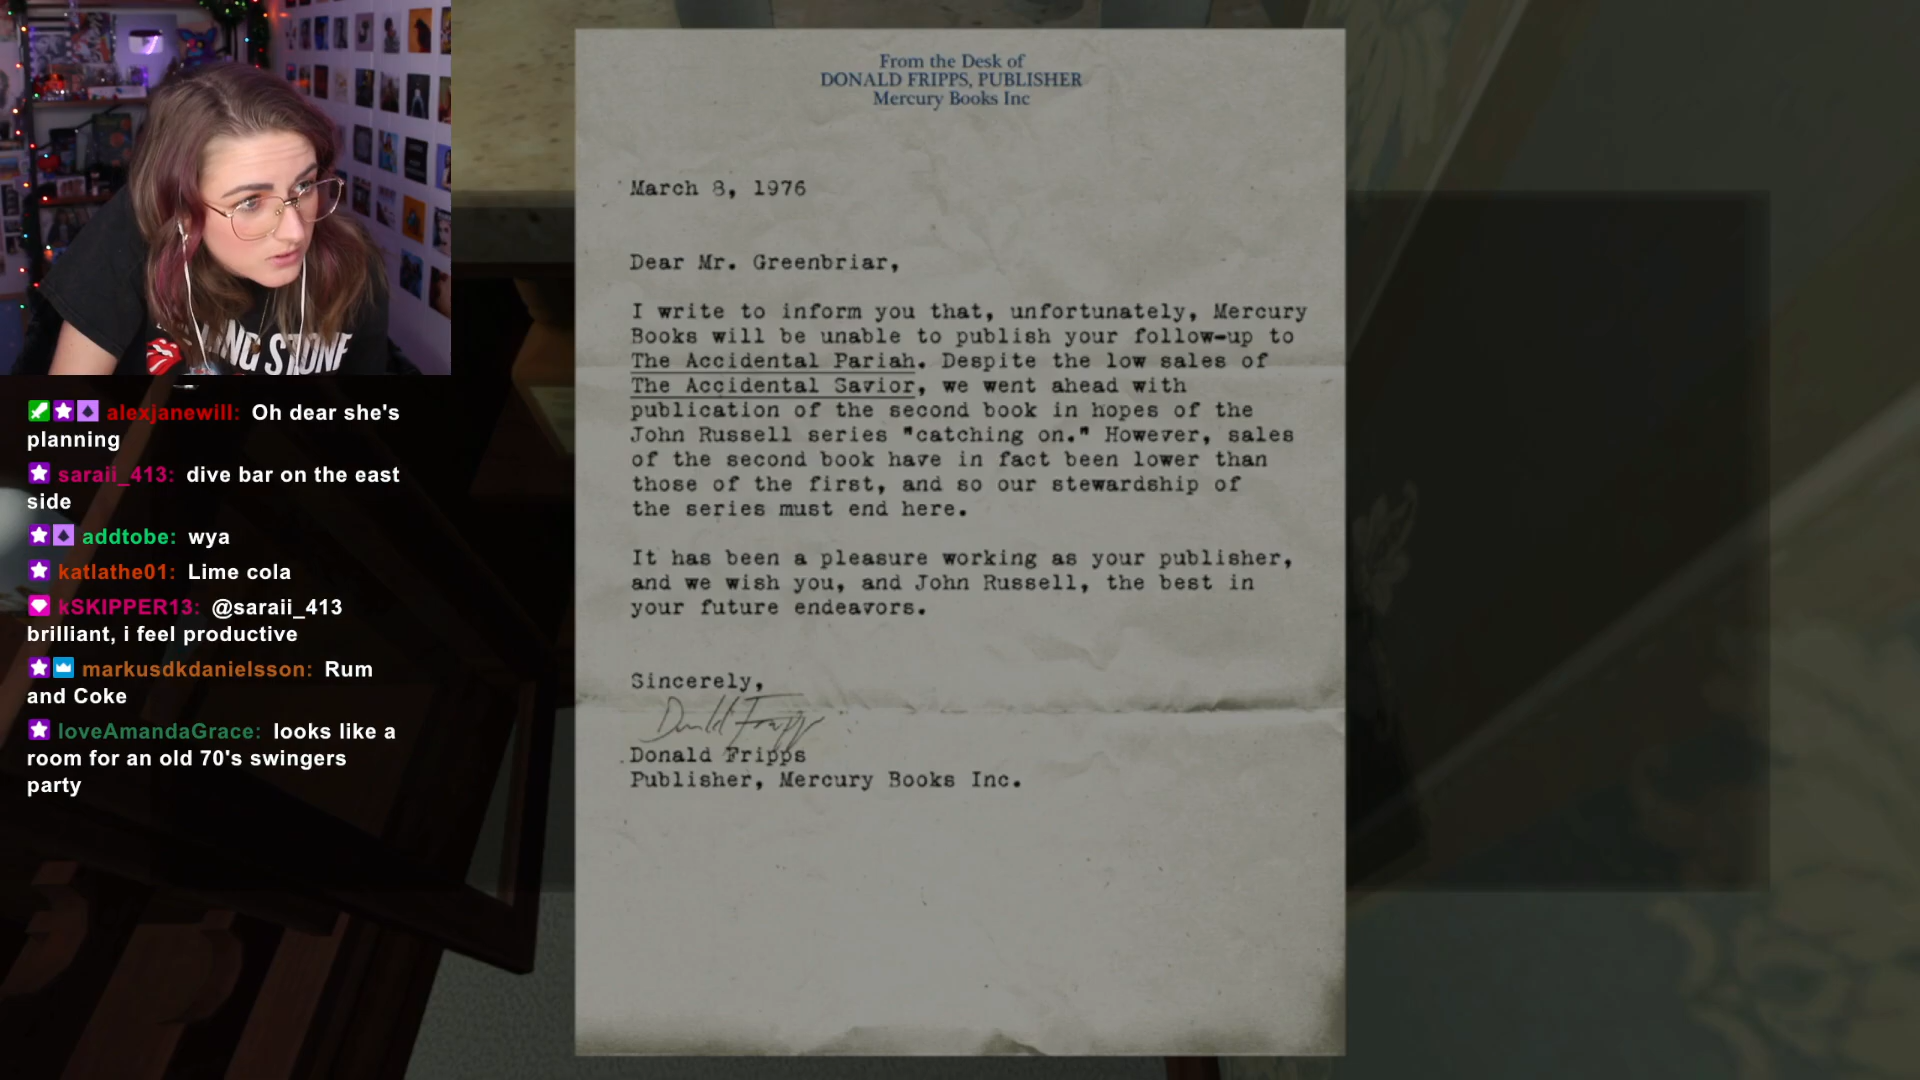 From the Desk of
DONALD FRIPPS, PUBLISHER
Mercury Books Inc
March 8, 1976
Dear Mr. Greenbriar,
I write to inform you that, unfortunately, Mercury
Books will be unable to publish your follow-up to
The Accidental Pariah. Despite the low sales of
The Accidental Savior, we went ahead with
publication of the second book in hopes of the
John Russell series "catching on." However, sales
of the second book have in fact been lower than
those of the first, and so our stewardship of
the series must end here.
It has been a pleasure working as your publisher,
and we wish you, and John Russell, the best in
your future endeavors.
Sincerely,
Donald Fripps
Donald Fripps
Publisher, Mercury Books Inc.
LING STONE
alexjanewill: Oh dear she's
planning
saraii_413: dive bar on the east
side
addtobe: wya
katlathe01: Lime cola
kSKIPPER13: @saraii_413
brilliant, i feel productive
markusdkdanielsson: Rum
and Coke
loveAmandaGrace: looks like a
room for an old 70's swingers
party